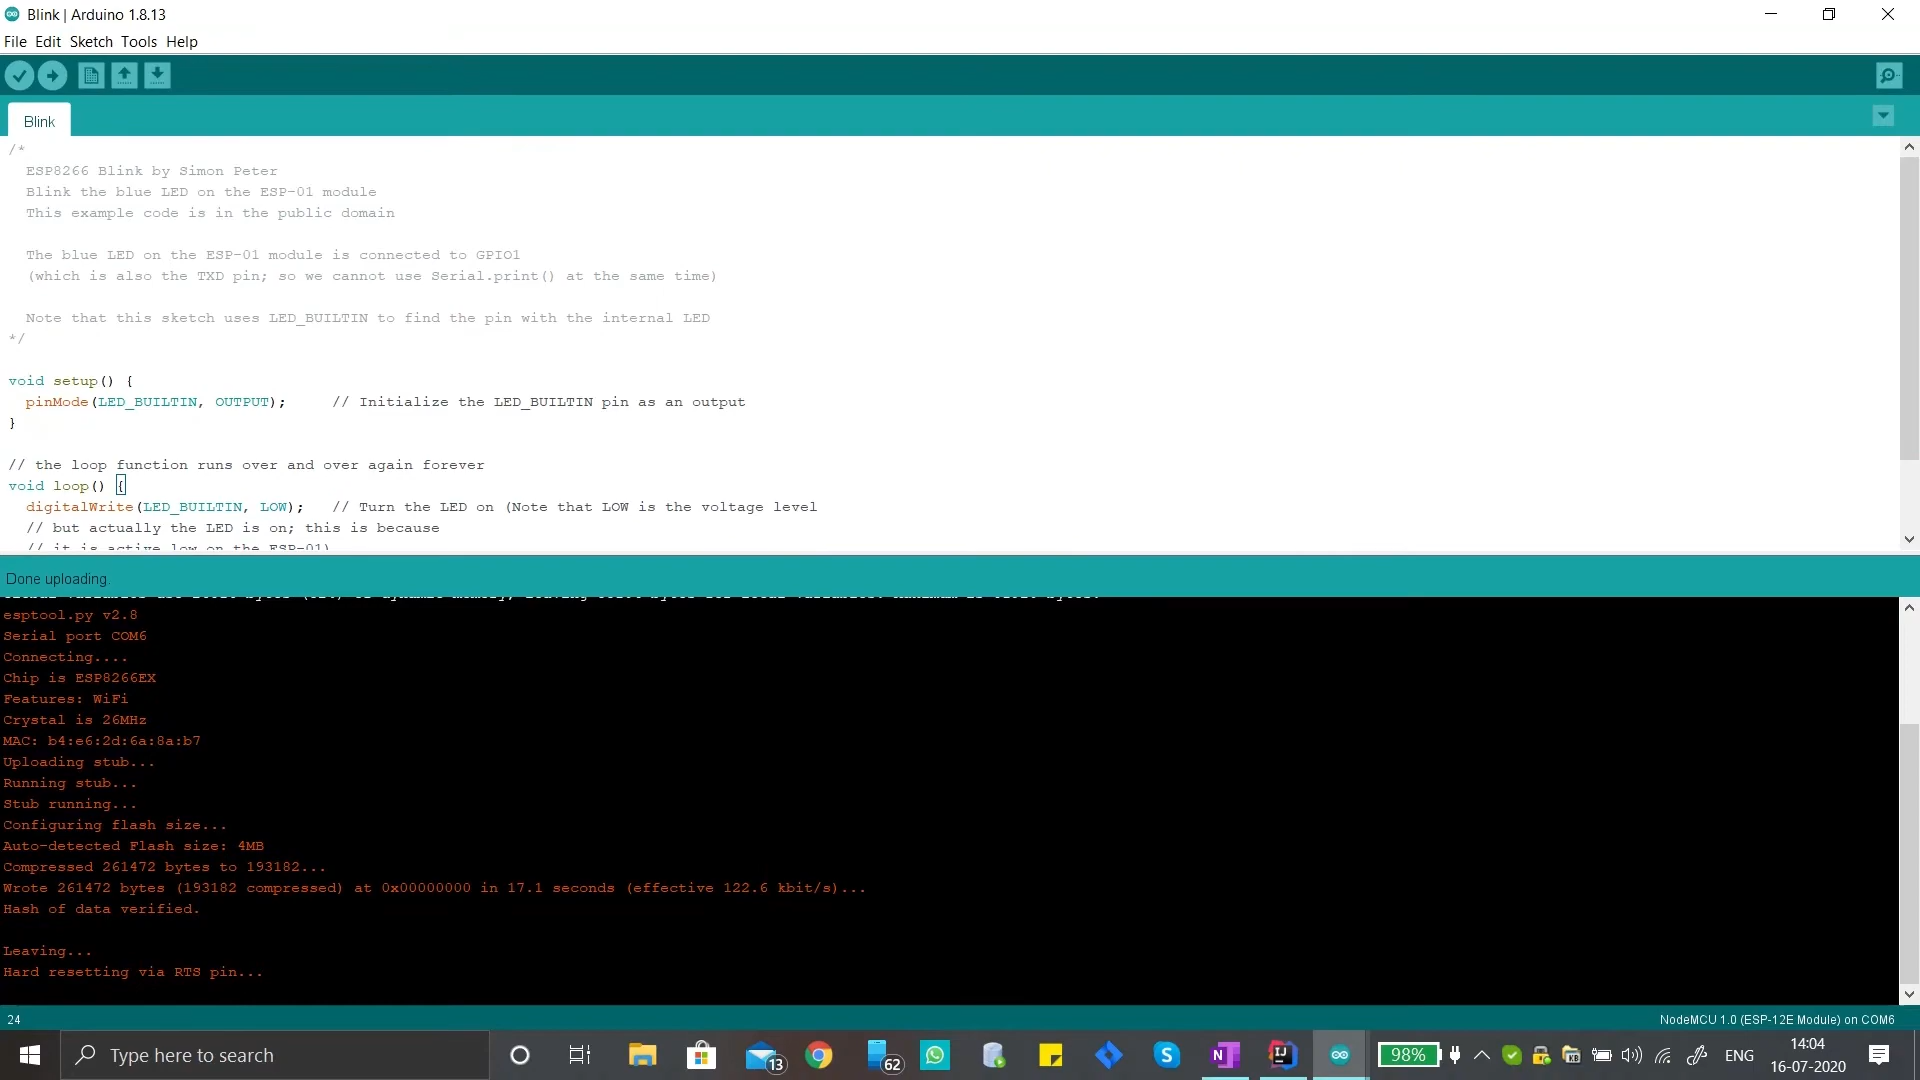 Blink | Arduino 1.8.13
File Edit Sketch Tools Help
Blink
/*
ESP8266 Blink by Simon Peter
Blink the blue LED on the ESP-01 module
This example code is in the public domain
The blue LED on the ESP-01 module is connected to GPIO1
(which is also the TXD pin; so we cannot use Serial.print() at the same time)
Note that this sketch uses LED_BUILTIN to find the pin with the internal LED
*/
void setup() {
pinMode(LED_BUILTIN, OUTPUT);     // Initialize the LED_BUILTIN pin as an output
}
// the loop function runs over and over again forever
void loop() {
digitalWrite(LED_BUILTIN, LOW);   // Turn the LED on (Note that LOW is the voltage level
// but actually the LED is on; this is because
// it is active low on the ESP-01)
Done uploading.
esptool.py v2.8
Serial port COM6
Connecting....
Chip is ESP8266EX
Features: WiFi
Crystal is 26MHz
MAC: b4:e6:2d:6a:8a:b7
Uploading stub...
Running stub...
Stub running...
Configuring flash size...
Auto-detected Flash size: 4MB
Compressed 261472 bytes to 193182...
Wrote 261472 bytes (193182 compressed) at 0x00000000 in 17.1 seconds (effective 122.6 kbit/s)...
Hash of data verified.
Leaving...
Hard resetting via RTS pin...
24
NodeMCU 1.0 (ESP-12E Module) on COM6
Type here to search
13
62
N
IJ
98%
ENG
14:04
16-07-2020